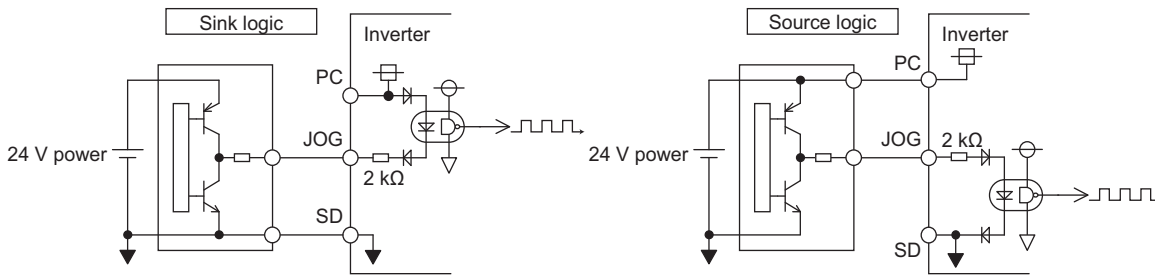 Sink logic
Inverter
PC
JOG
24 V power
2 kΩ
SD
Source logic
Inverter
PC
JOG
2 kΩ
24 V power
SD